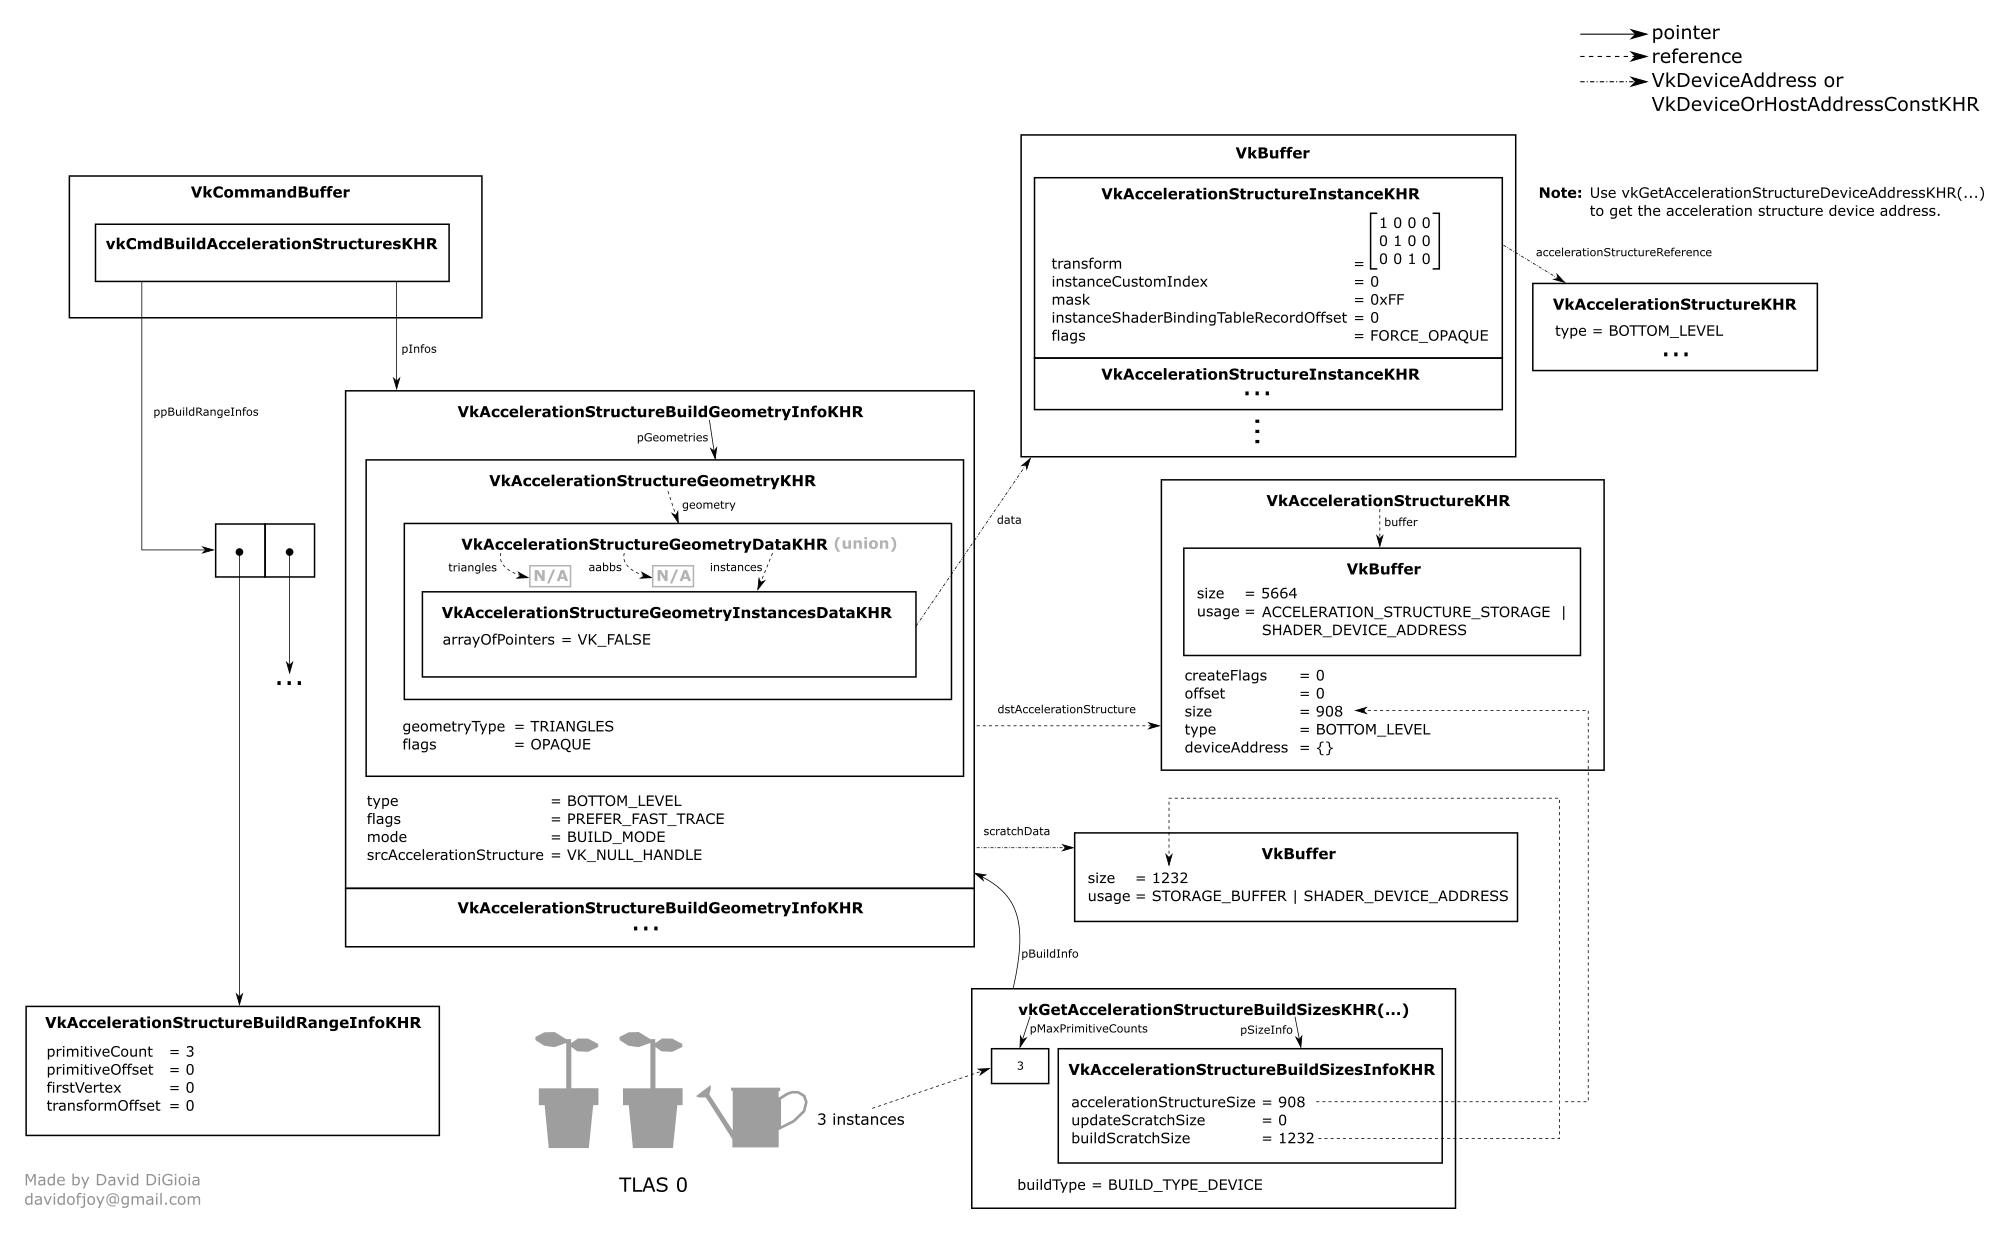 pointer
reference
VkDeviceAddress or
VkDeviceOrHostAddressConstKHR
VkCommandBuffer
vkCmdBuildAccelerationStructuresKHR
pInfos
ppBuildRangeInfos
VkBuffer
VkAccelerationStructureInstanceKHR
1 0 0 0
0 1 0 0
0 0 1 0
transform =
instanceCustomIndex = 0
mask = 0xFF
instanceShaderBindingTableRecordOffset = 0
flags = FORCE_OPAQUE
VkAccelerationStructureInstanceKHR
...
...
Note: Use vkGetAccelerationStructureDeviceAddressKHR(...)
to get the acceleration structure device address.
accelerationStructureReference
VkAccelerationStructureKHR
type = BOTTOM_LEVEL
...
VkAccelerationStructureBuildGeometryInfoKHR
pGeometries
VkAccelerationStructureGeometryKHR
geometry
VkAccelerationStructureGeometryDataKHR (union)
triangles N/A aabbs N/A instances
VkAccelerationStructureGeometryInstancesDataKHR
arrayOfPointers = VK_FALSE
geometryType = TRIANGLES
flags = OPAQUE
type = BOTTOM_LEVEL
flags = PREFER_FAST_TRACE
mode = BUILD_MODE
srcAccelerationStructure = VK_NULL_HANDLE
VkAccelerationStructureBuildGeometryInfoKHR
...
data
dstAccelerationStructure
scratchData
pBuildInfo
VkAccelerationStructureKHR
buffer
VkBuffer
size = 5664
usage = ACCELERATION_STRUCTURE_STORAGE |
SHADER_DEVICE_ADDRESS
createFlags = 0
offset = 0
size = 908
type = BOTTOM_LEVEL
deviceAddress = {}
VkBuffer
size = 1232
usage = STORAGE_BUFFER | SHADER_DEVICE_ADDRESS
...
VkAccelerationStructureBuildRangeInfoKHR
primitiveCount = 3
primitiveOffset = 0
firstVertex = 0
transformOffset = 0
3 instances
TLAS 0
vkGetAccelerationStructureBuildSizesKHR(...)
pMaxPrimitiveCounts pSizeInfo
3
VkAccelerationStructureBuildSizesInfoKHR
accelerationStructureSize = 908
updateScratchSize = 0
buildScratchSize = 1232
buildType = BUILD_TYPE_DEVICE
Made by David DiGioia
davidofjoy@gmail.com